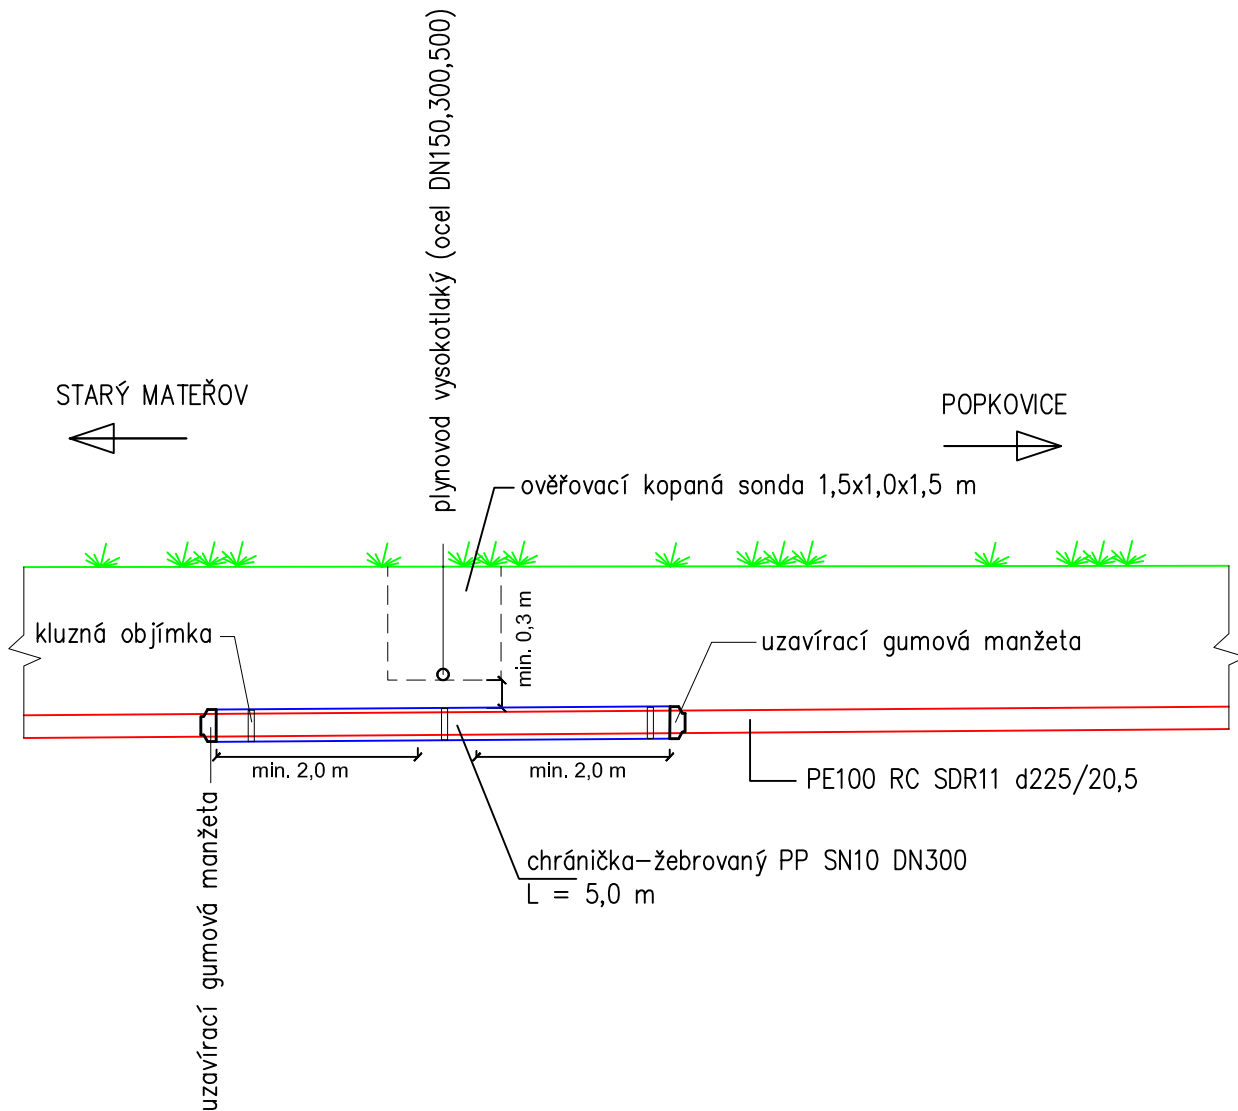 plynovod vysokotlaký (ocel DN150,300,500)
STARÝ MATEŘOV
POPKOVICE
ověřovací kopaná sonda 1,5x1,0x1,5 m
kluzná objímka
min. 0,3 m
uzavírací gumová manžeta
min. 2,0 m
min. 2,0 m
PE100 RC SDR11 d225/20,5
uzavírací gumová manžeta
chránička-žebrovaný PP SN10 DN300
L = 5,0 m